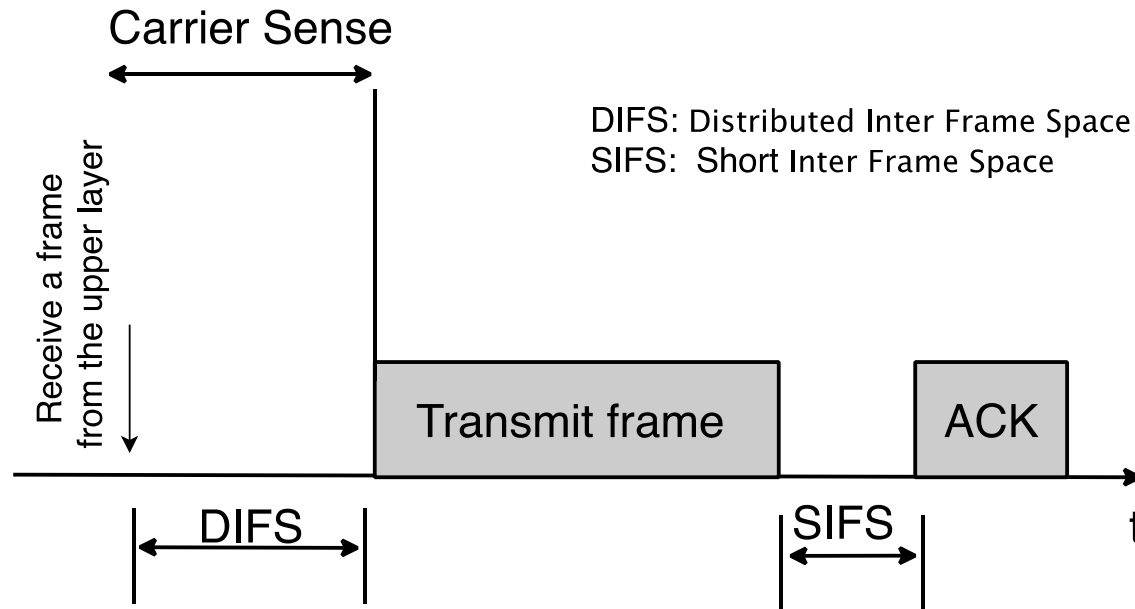 Carrier Sense
DIFS: Distributed Inter Frame Space
SIFS: Short Inter Frame Space
Receive a frame
from the upper layer
Transmit frame
ACK
DIFS
SIFS
t